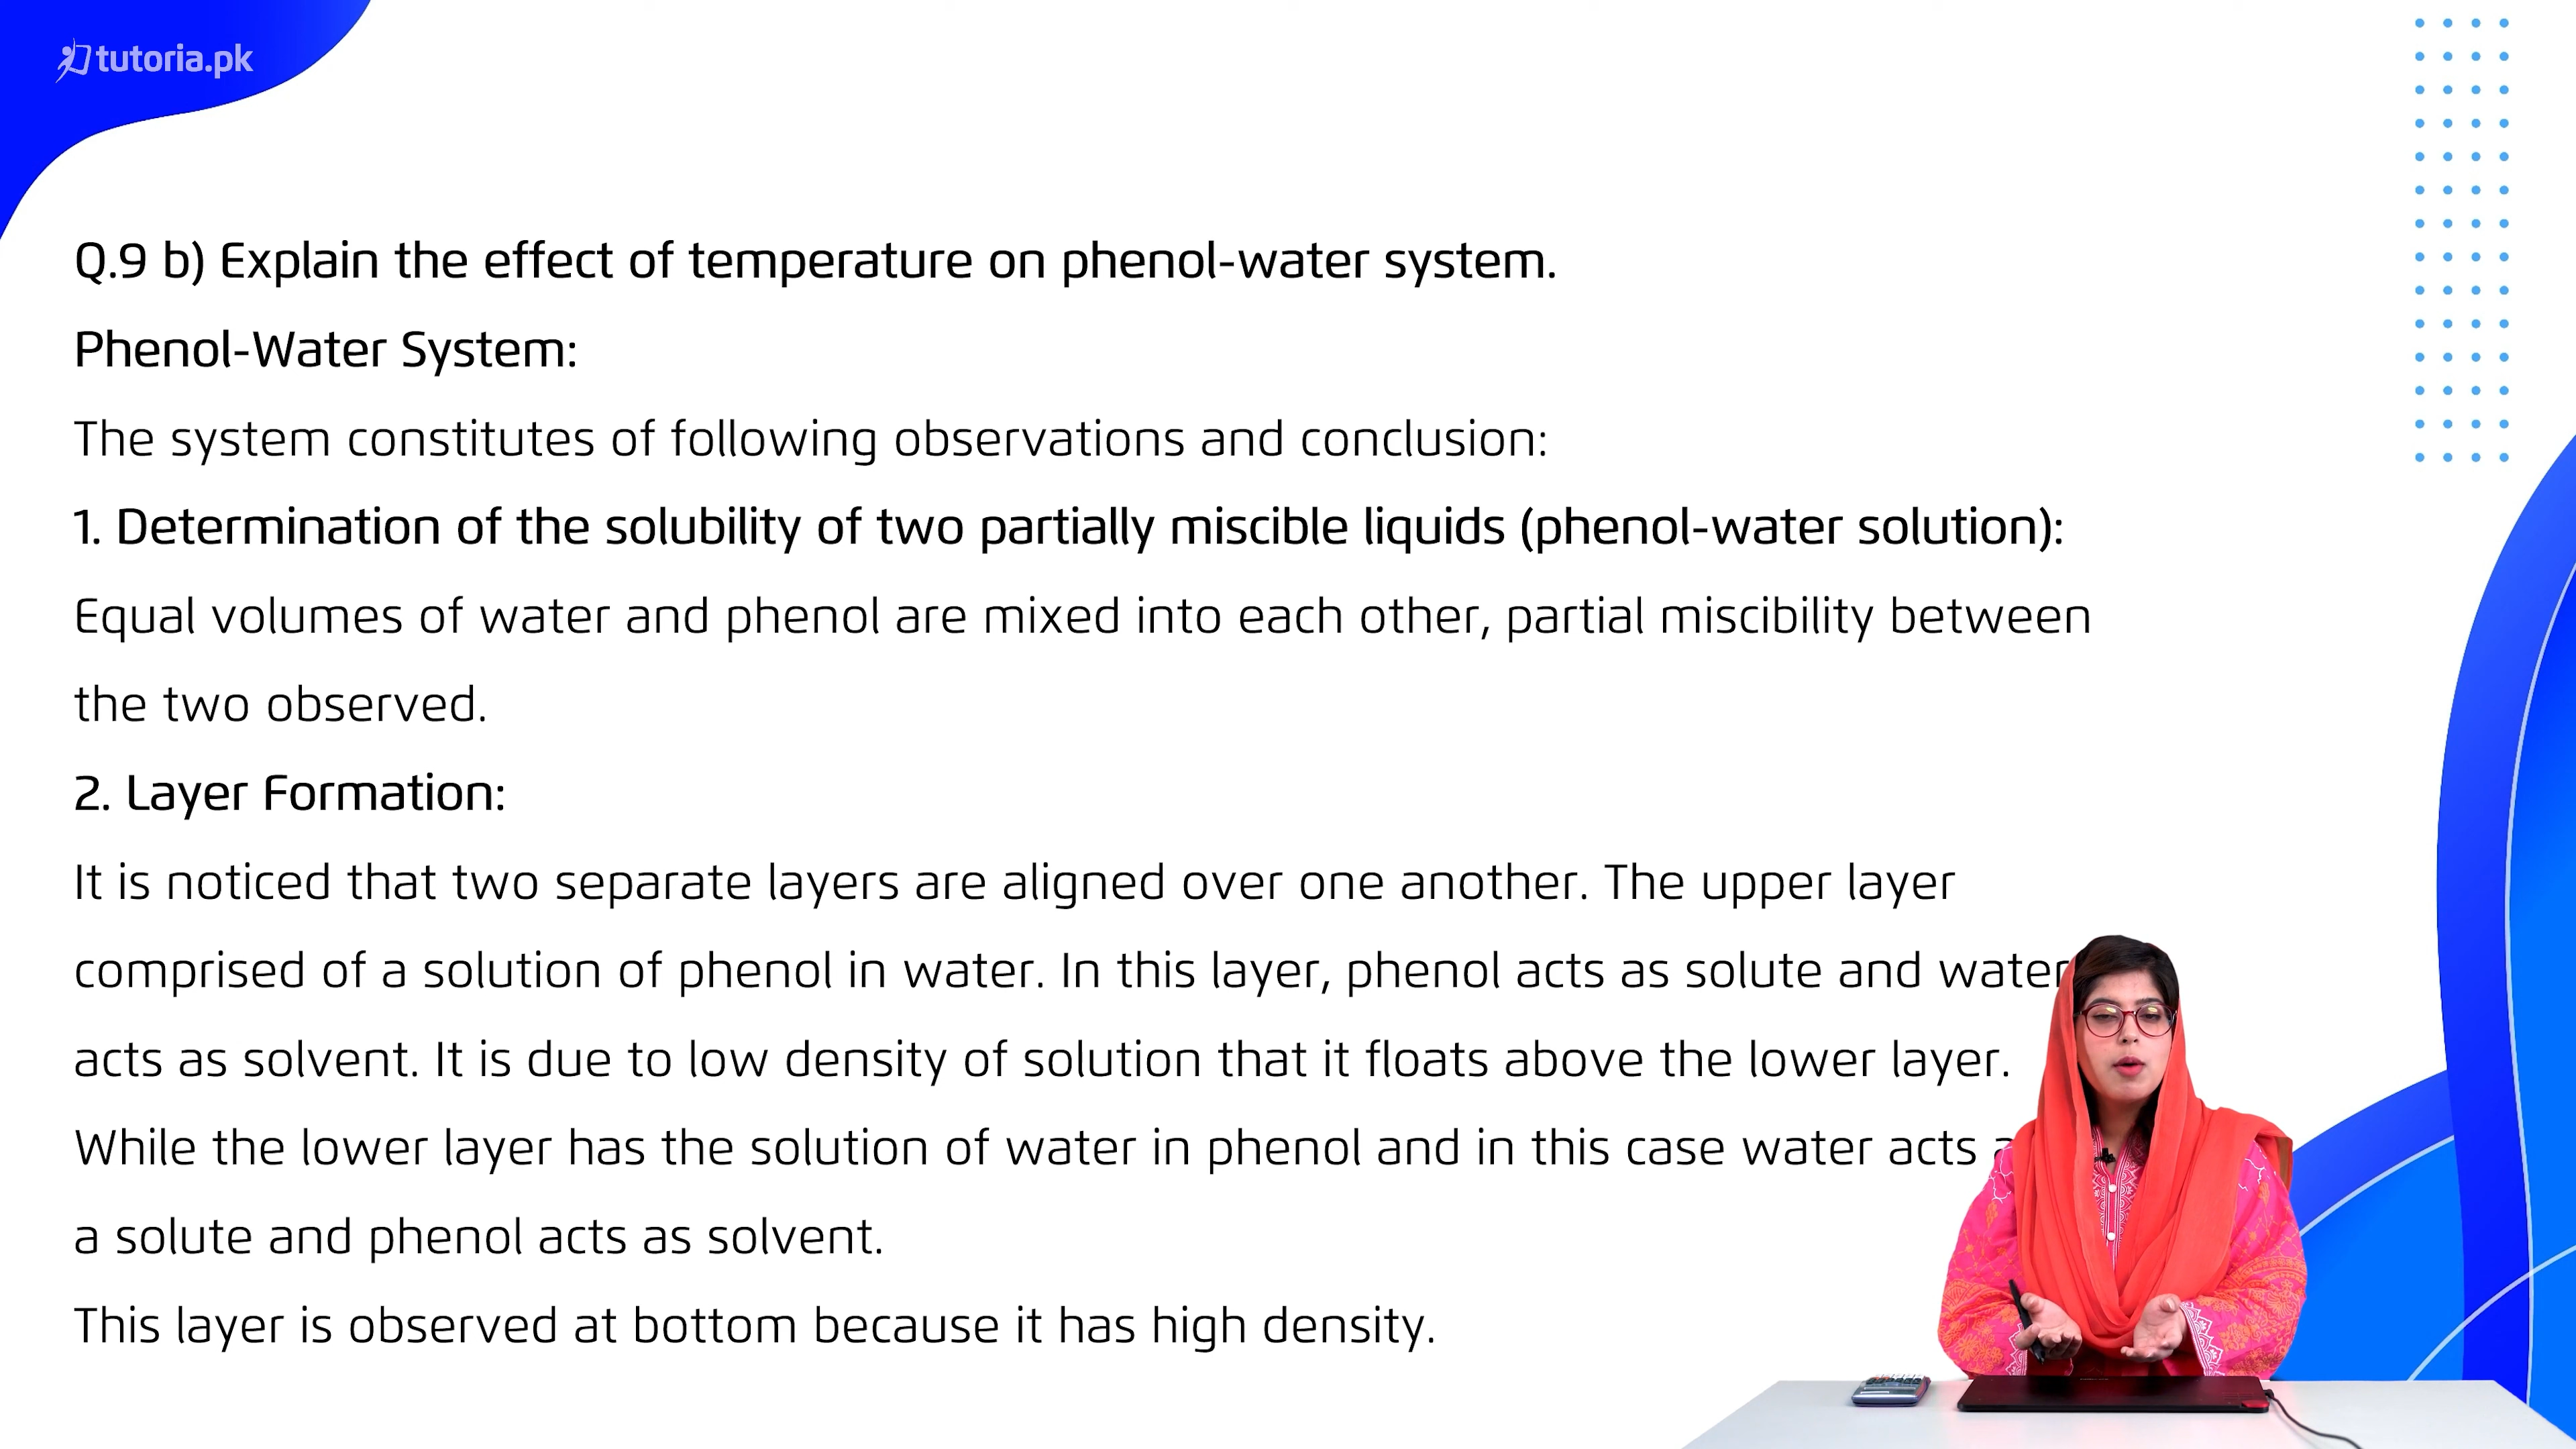 tutoria.pk
Q.9 b) Explain the effect of temperature on phenol-water system.
Phenol-Water System:
The system constitutes of following observations and conclusion:
1. Determination of the solubility of two partially miscible liquids (phenol-water solution):
Equal volumes of water and phenol are mixed into each other, partial miscibility between
the two observed.
2. Layer Formation:
It is noticed that two separate layers are aligned over one another. The upper layer
comprised of a solution of phenol in water. In this layer, phenol acts as solute and water
acts as solvent. It is due to low density of solution that it floats above the lower layer.
While the lower layer has the solution of water in phenol and in this case water acts
a solute and phenol acts as solvent.
This layer is observed at bottom because it has high density.